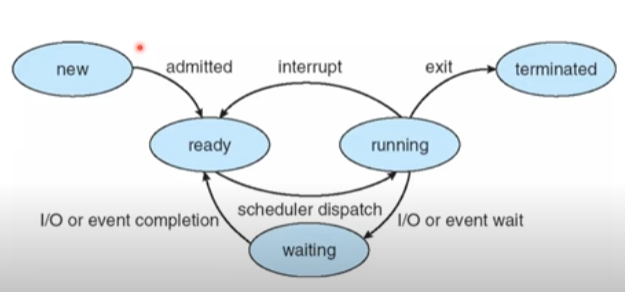 new
admitted
interrupt
exit
terminated
ready
running
scheduler dispatch
I/O or event completion
I/O or event wait
waiting